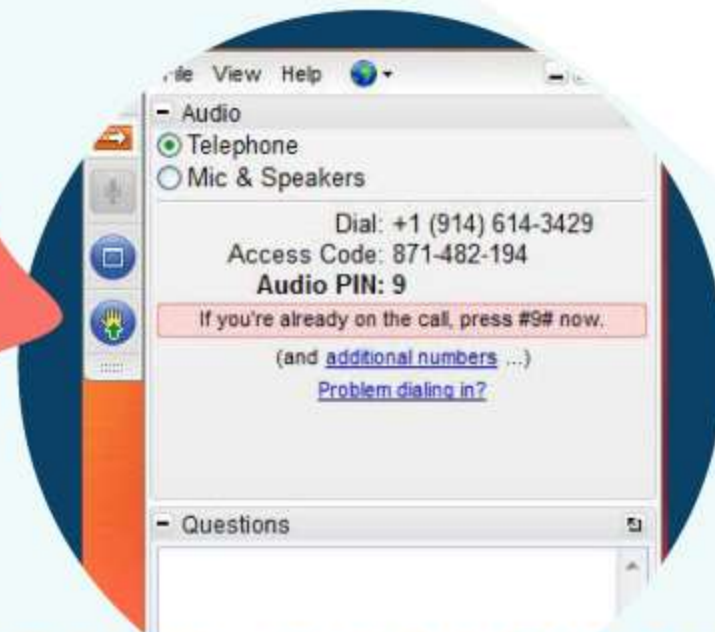 View Help
Audio
Telephone
Mic & Speakers
Dial: +1 (914) 614-3429
Access Code: 871-482-194
Audio PIN: 9
If you're already on the call, press #9# now.
(and additional numbers ...)
Problem dialing in?
Questions